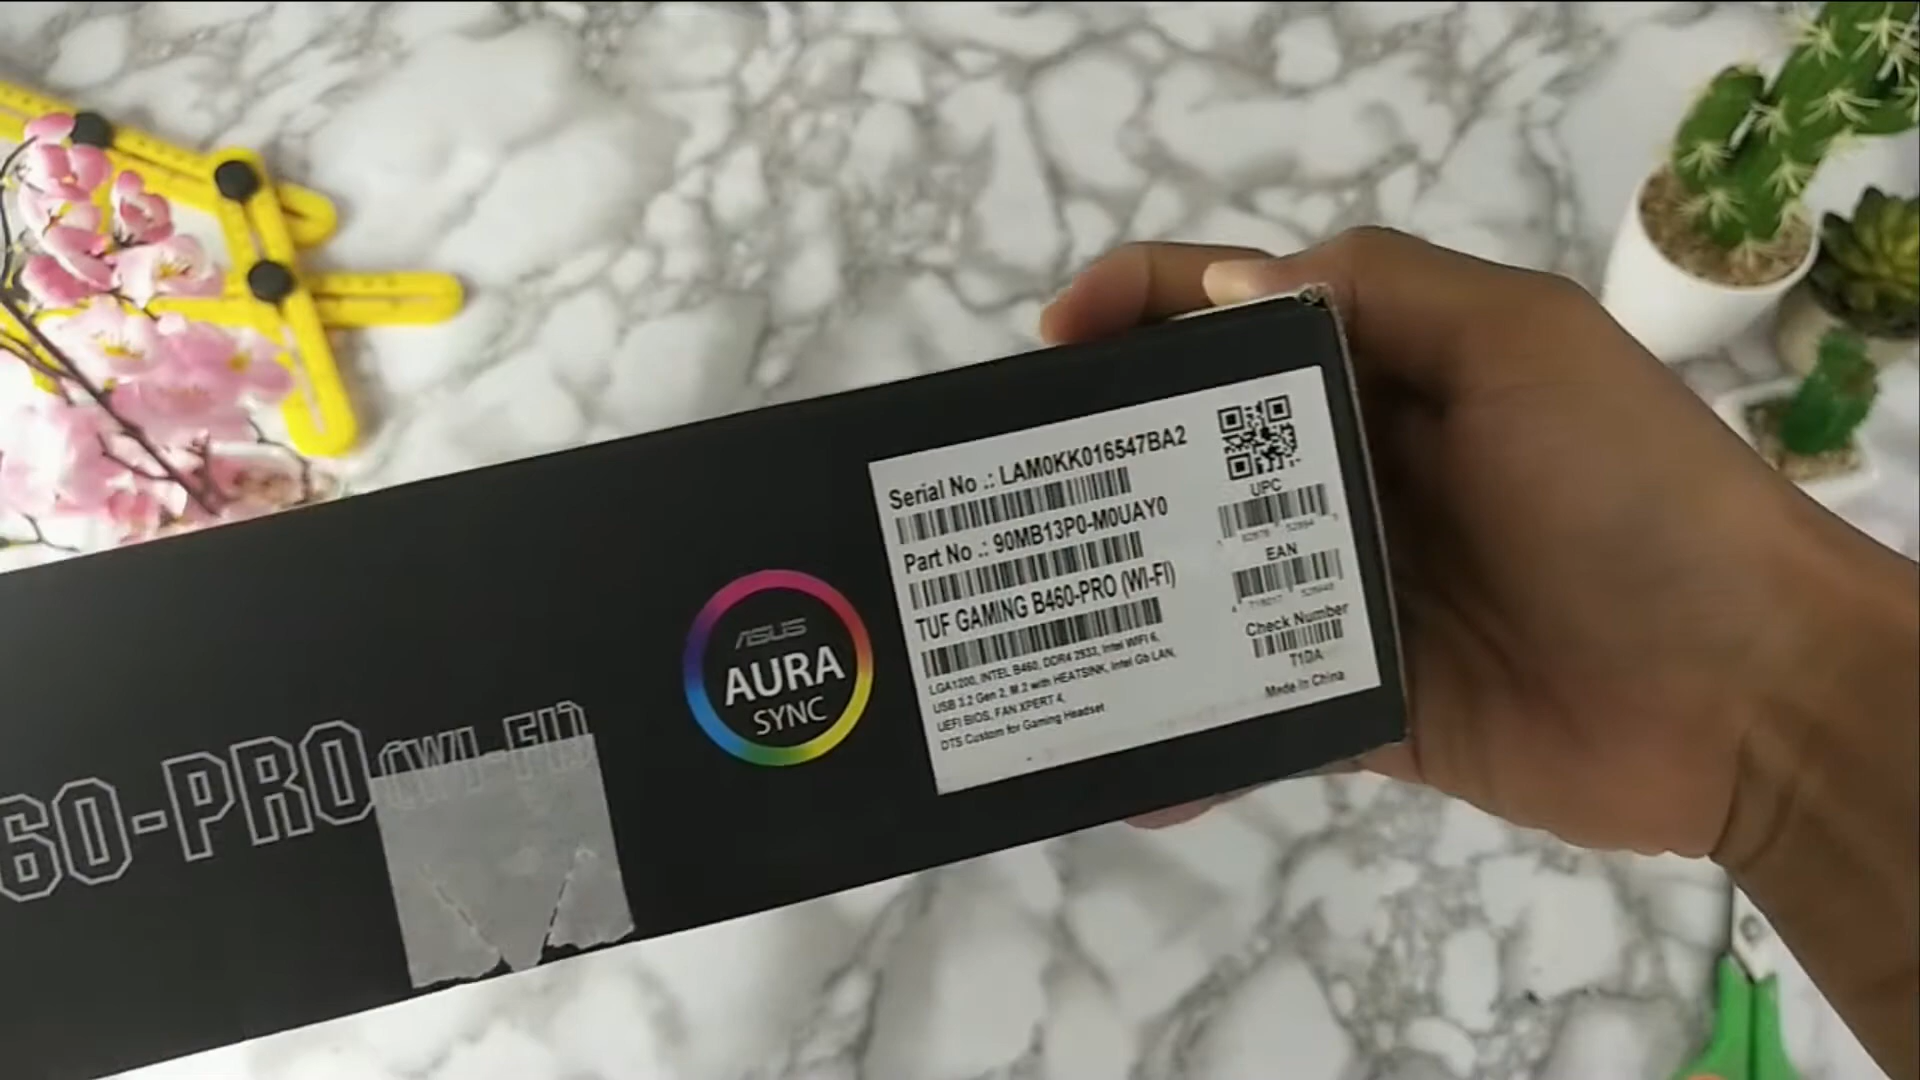 60-PRO (WI-FI)
ASUS
AURA
SYNC
Serial No .: LAM0KK016547BA2
Part No .: 90MB13P0-M0UAY0
TUF GAMING B460-PRO (WI-FI)
LGA1200, INTEL B460, DDR4 2933, Intel WIFI 6,
USB 3.2 Gen 2, M.2 with HEATSINK, Intel Gb LAN,
UEFI BIOS, FAN XPERT 4,
DTS Custom for Gaming Headset
UPC
EAN
Check Number
T1DA
Made In China